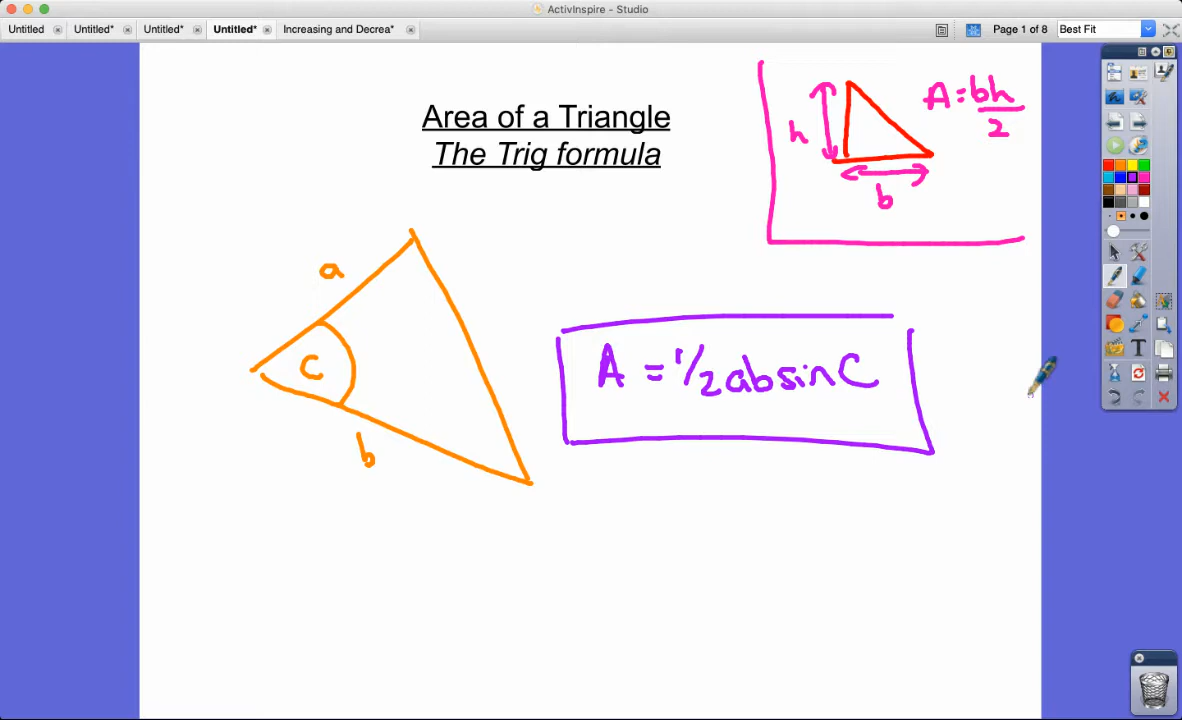 ActivInspire - Studio
Untitled
Untitled*
Untitled*
Untitled*
Increasing and Decrea*
Page 1 of 8
Best Fit
Area of a Triangle
The Trig formula
h
A = bh/2
b
a
C
b
A = 1/2absinC
T